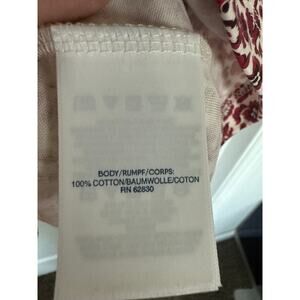 BODY/RUMPF/CORPS:
100% COTTON/BAUMWOLLE/COTON
RN 62830